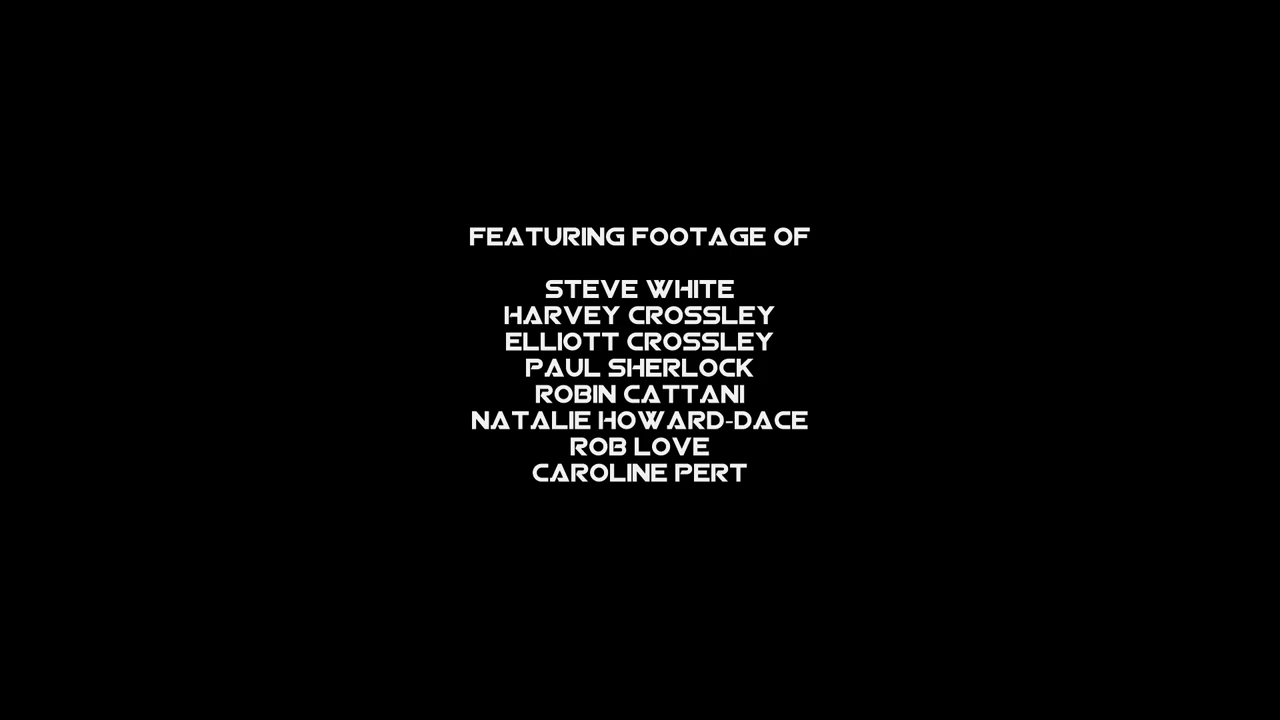 FEATURING FOOTAGE OF
STEVE WHITE
HARVEY CROSSLEY
ELLIOTT CROSSLEY
PAUL SHERLOCK
ROBIN CATTANI
NATALIE HOWARD-DACE
ROB LOVE
CAROLINE PERT